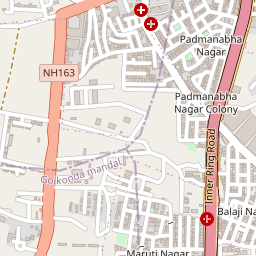 Padmanabha
Nagar
NH163
Padmanabha
Nagar Colony
Inner Ring Road
Golkonda mandal
Balaji Na
Maruti Nagar